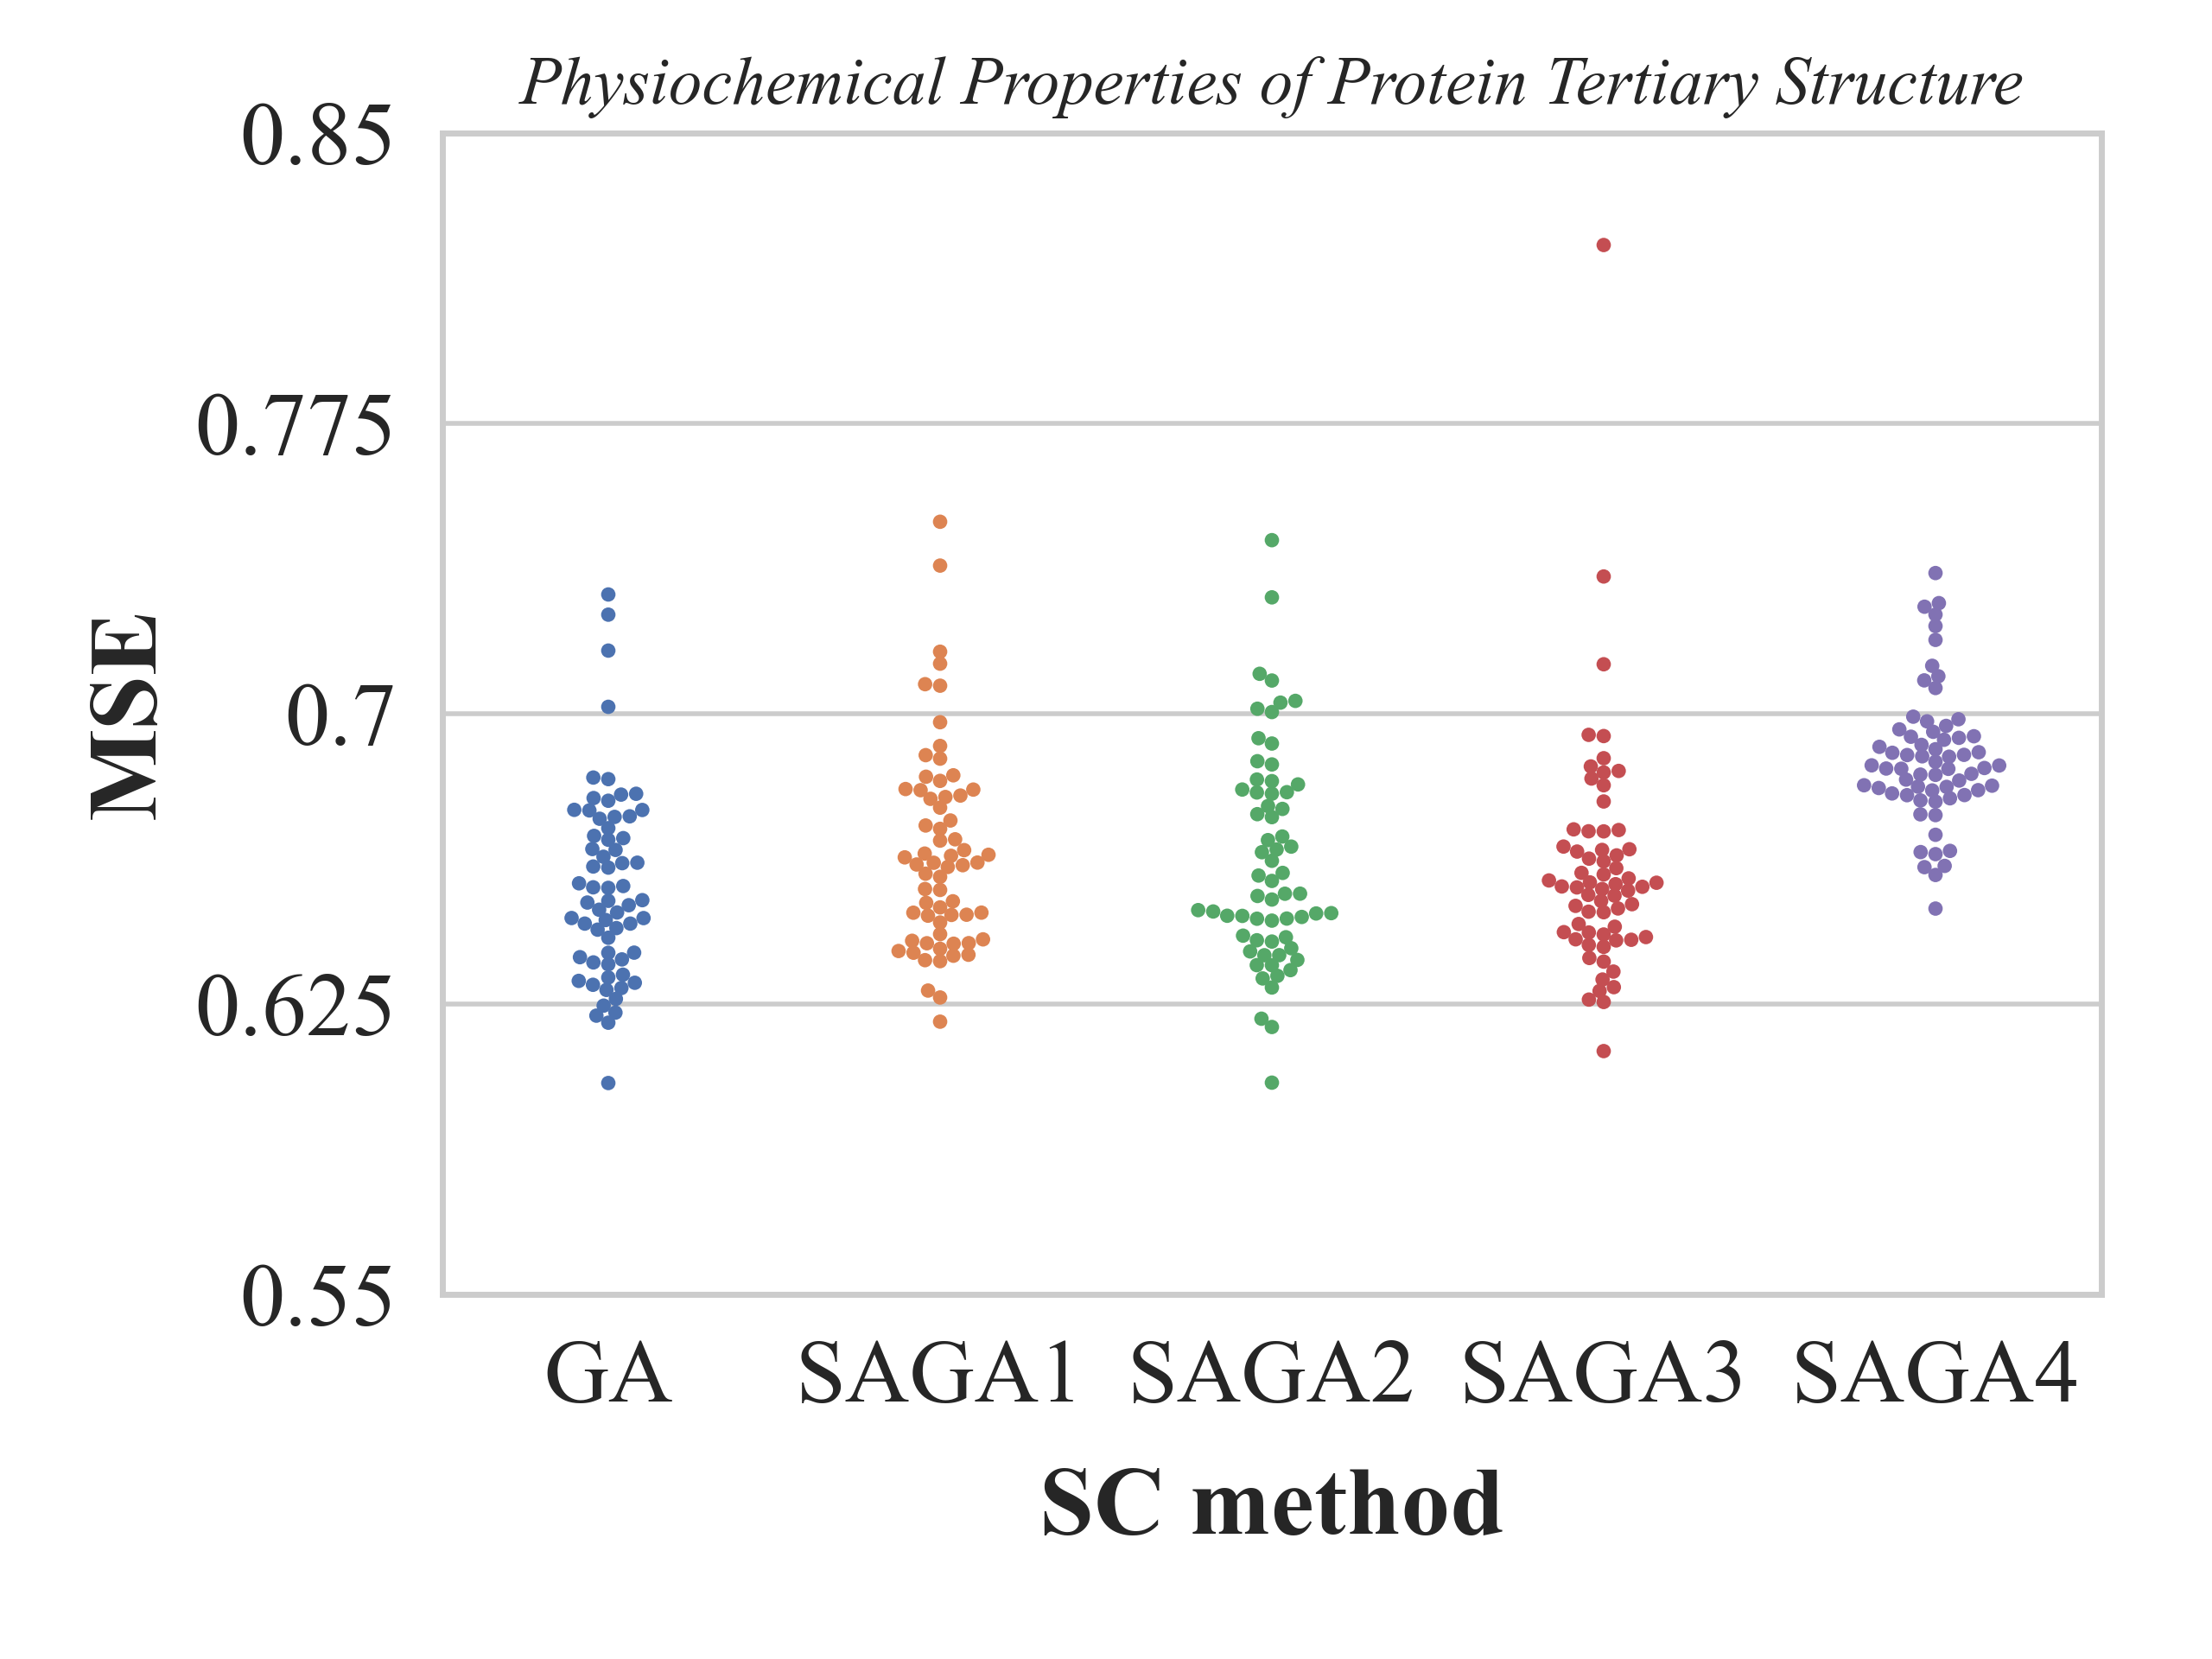 Physiochemical Properties of Protein Tertiary Structure
0.85
0.775
0.7
0.625
0.55
MSE
GA SAGA1 SAGA2 SAGA3 SAGA4
SC method